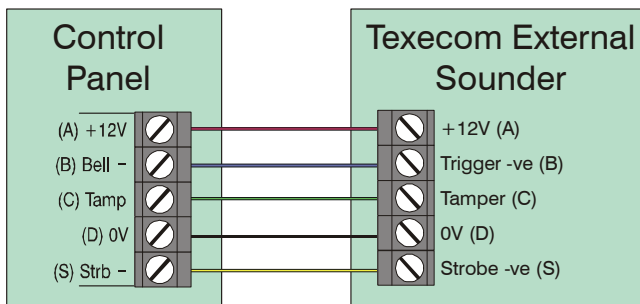 Control
Panel
(A) +12V
(B) Bell -
(C) Tamp
(D) 0V
(S) Strb -
Texecom External
Sounder
+12V (A)
Trigger -ve (B)
Tamper (C)
0V (D)
Strobe -ve (S)